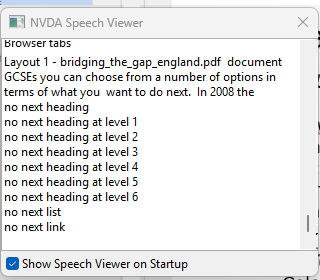 NVDA Speech Viewer
Browser tabs
Layout 1 - bridging_the_gap_england.pdf  document
GCSEs you can choose from a number of options in
terms of what you  want to do next.  In 2008 the
no next heading
no next heading at level 1
no next heading at level 2
no next heading at level 3
no next heading at level 4
no next heading at level 5
no next heading at level 6
no next list
no next link
Show Speech Viewer on Startup